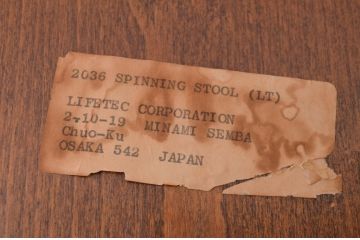 2036 SPINNING STOOL (LT)
LIFETEC CORPORATION
2-10-19 MINAMI SEMBA
Chuo-Ku
OSAKA 542 JAPAN